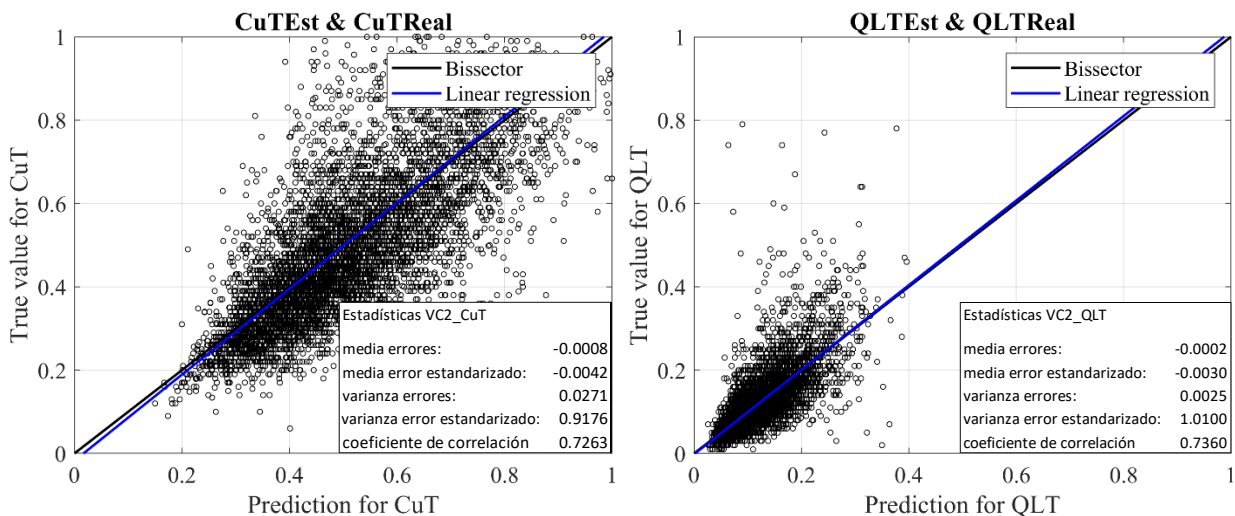 CuTEst & CuTReal
1
0.8
0.6
0.4
0.2
0
0
0.2
0.4
0.6
0.8
1
True value for CuT
Prediction for CuT
Bissector
Linear regression
Estadísticas VC2_CuT
media errores: -0.0008
media error estandarizado: -0.0042
varianza errores: 0.0271
varianza error estandarizado: 0.9176
coeficiente de correlación 0.7263
QLTEst & QLTReal
1
0.8
0.6
0.4
0.2
0
0
0.2
0.4
0.6
0.8
1
True value for QLT
Prediction for QLT
Bissector
Linear regression
Estadísticas VC2_QLT
media errores: -0.0002
media error estandarizado: -0.0030
varianza errores: 0.0025
varianza error estandarizado: 1.0100
coeficiente de correlación 0.7360